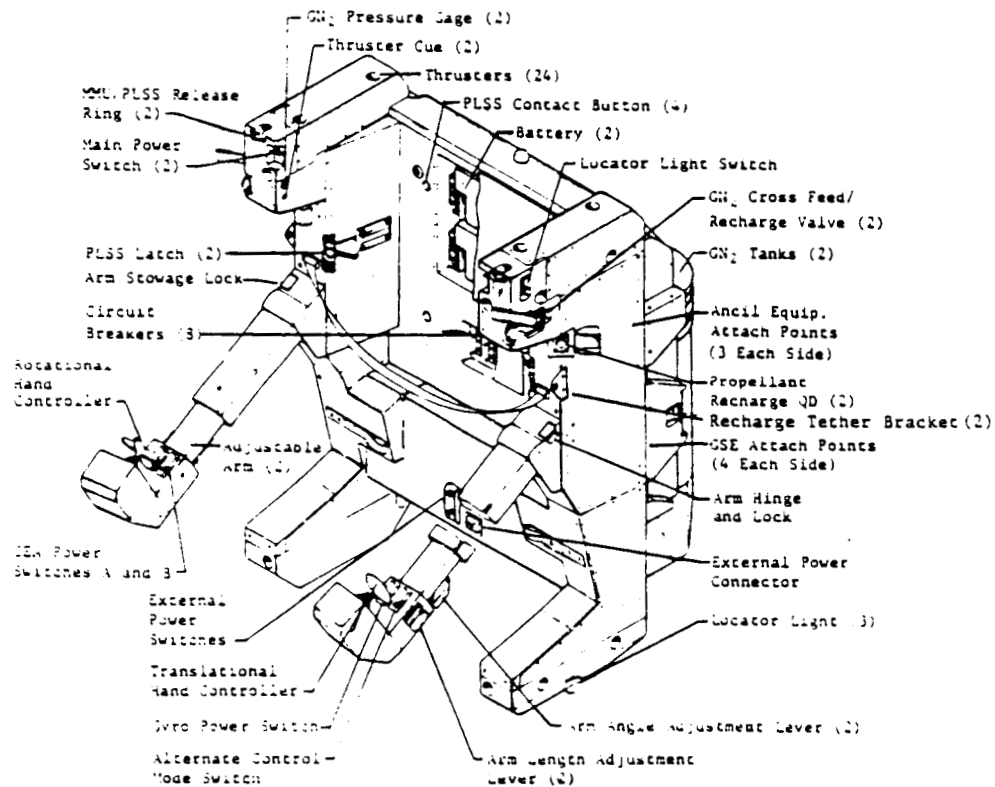 GN₂ Pressure Gage (2)
Thruster Cue (2)
Thrusters (24)
MMU/PLSS Release
Ring (2)
PLSS Contact Button (4)
Main Power
Switch (2)
Battery (2)
Locator Light Switch
GN₂ Cross Feed/
Recharge Valve (2)
PLSS Latch (2)
GN₂ Tanks (2)
Arm Stowage Lock
Circuit
Breakers (8)
Ancil Equip.
Attach Points
(3 Each Side)
Rotational
Hand
Controller
Propellant
Recharge QD (2)
Recharge Tether Bracket (2)
Adjustable
Arm (2)
GSE Attach Points
(4 Each Side)
Arm Hinge
and Lock
CEA Power
Switches A and B
External Power
Connector
External
Power
Switches
Locator Light (3)
Translational
Hand Controller
Gyro Power Switch
Arm Angle Adjustment Lever (2)
Alternate Control
Mode Switch
Arm Length Adjustment
Lever (2)